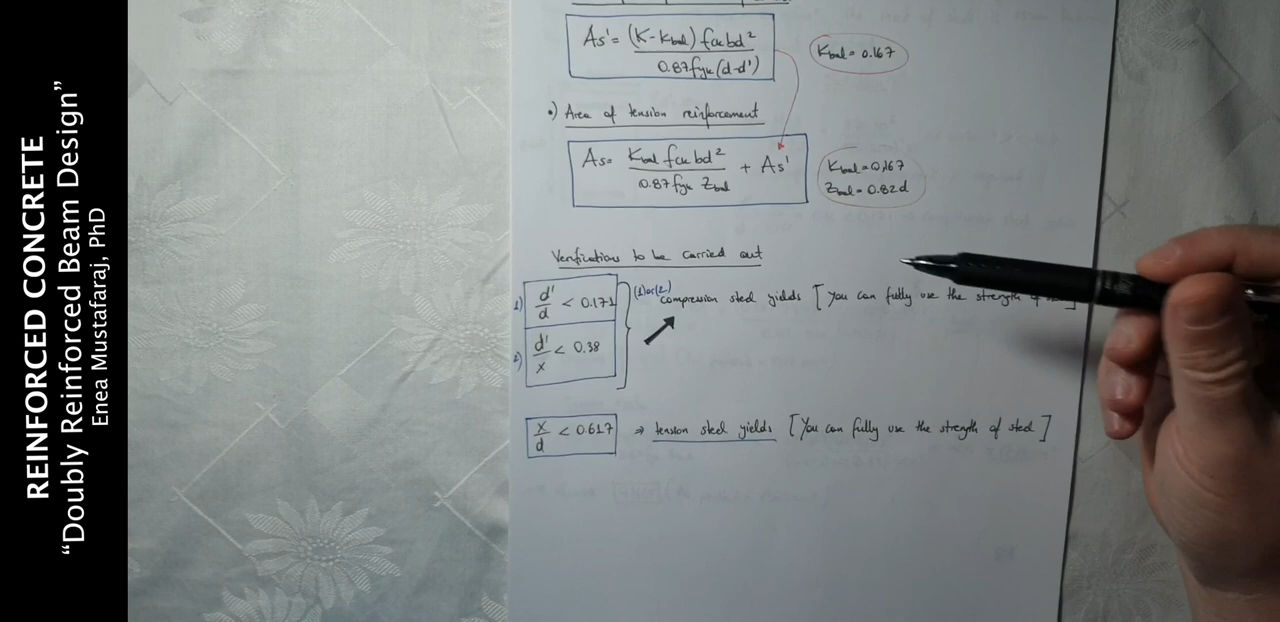 REINFORCED CONCRETE
"Doubly Reinforced Beam Design"
Enea Mustafaraj, PhD
As' = (K - Kbal) fcu bd²
0.87 fyk (d-d')
Kbal = 0.167
•) Area of tension reinforcement
As = Kbal fcu bd² + As'
0.87 fyk Zbal
Kbal = 0.167
Zbal = 0.82d
Verifications to be carried out
1) d'/d < 0.171
(1) or (2) compression steel yields [You can fully use the strength of
2) d'/x < 0.38
x/d < 0.617 ⇒ tension steel yields [You can fully use the strength of steel]